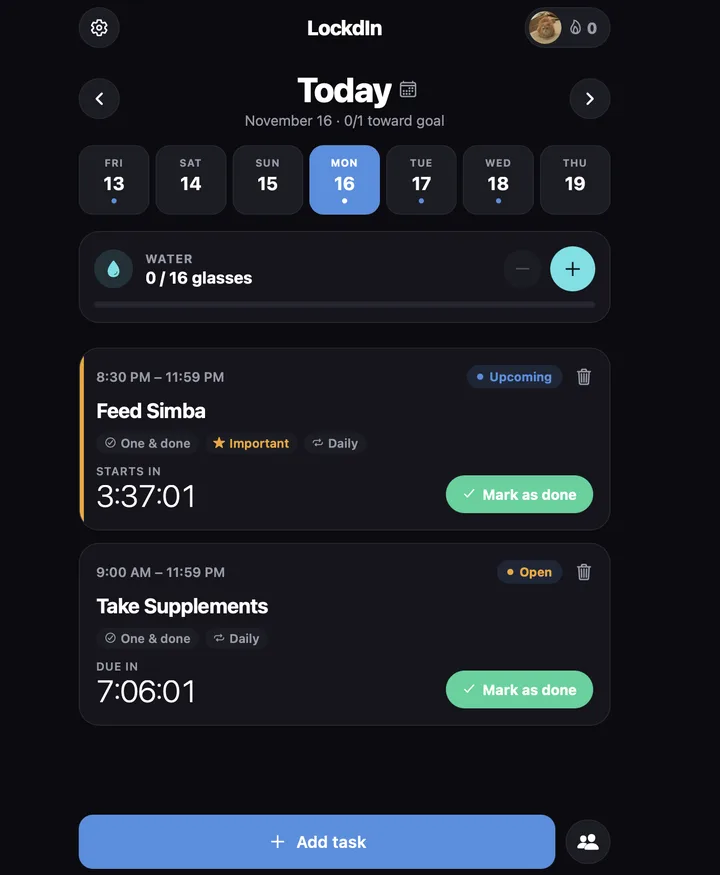 LockdIn
0
Today
November 16 · 0/1 toward goal
FRI SAT SUN MON TUE WED THU
13 14 15 16 17 18 19
WATER
0 / 16 glasses
8:30 PM – 11:59 PM
Upcoming
Feed Simba
One & done Important Daily
STARTS IN
3:37:01
Mark as done
9:00 AM – 11:59 PM
Open
Take Supplements
One & done Daily
DUE IN
7:06:01
Mark as done
+ Add task